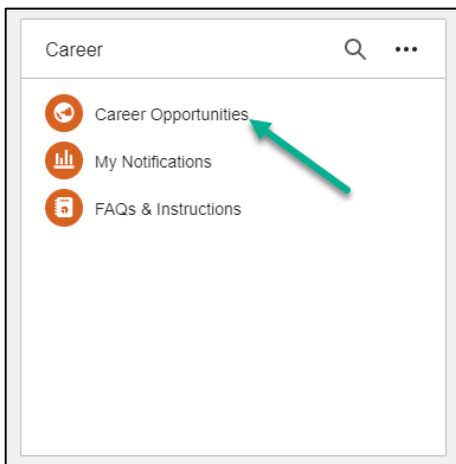 Career
Career Opportunities
My Notifications
FAQs & Instructions